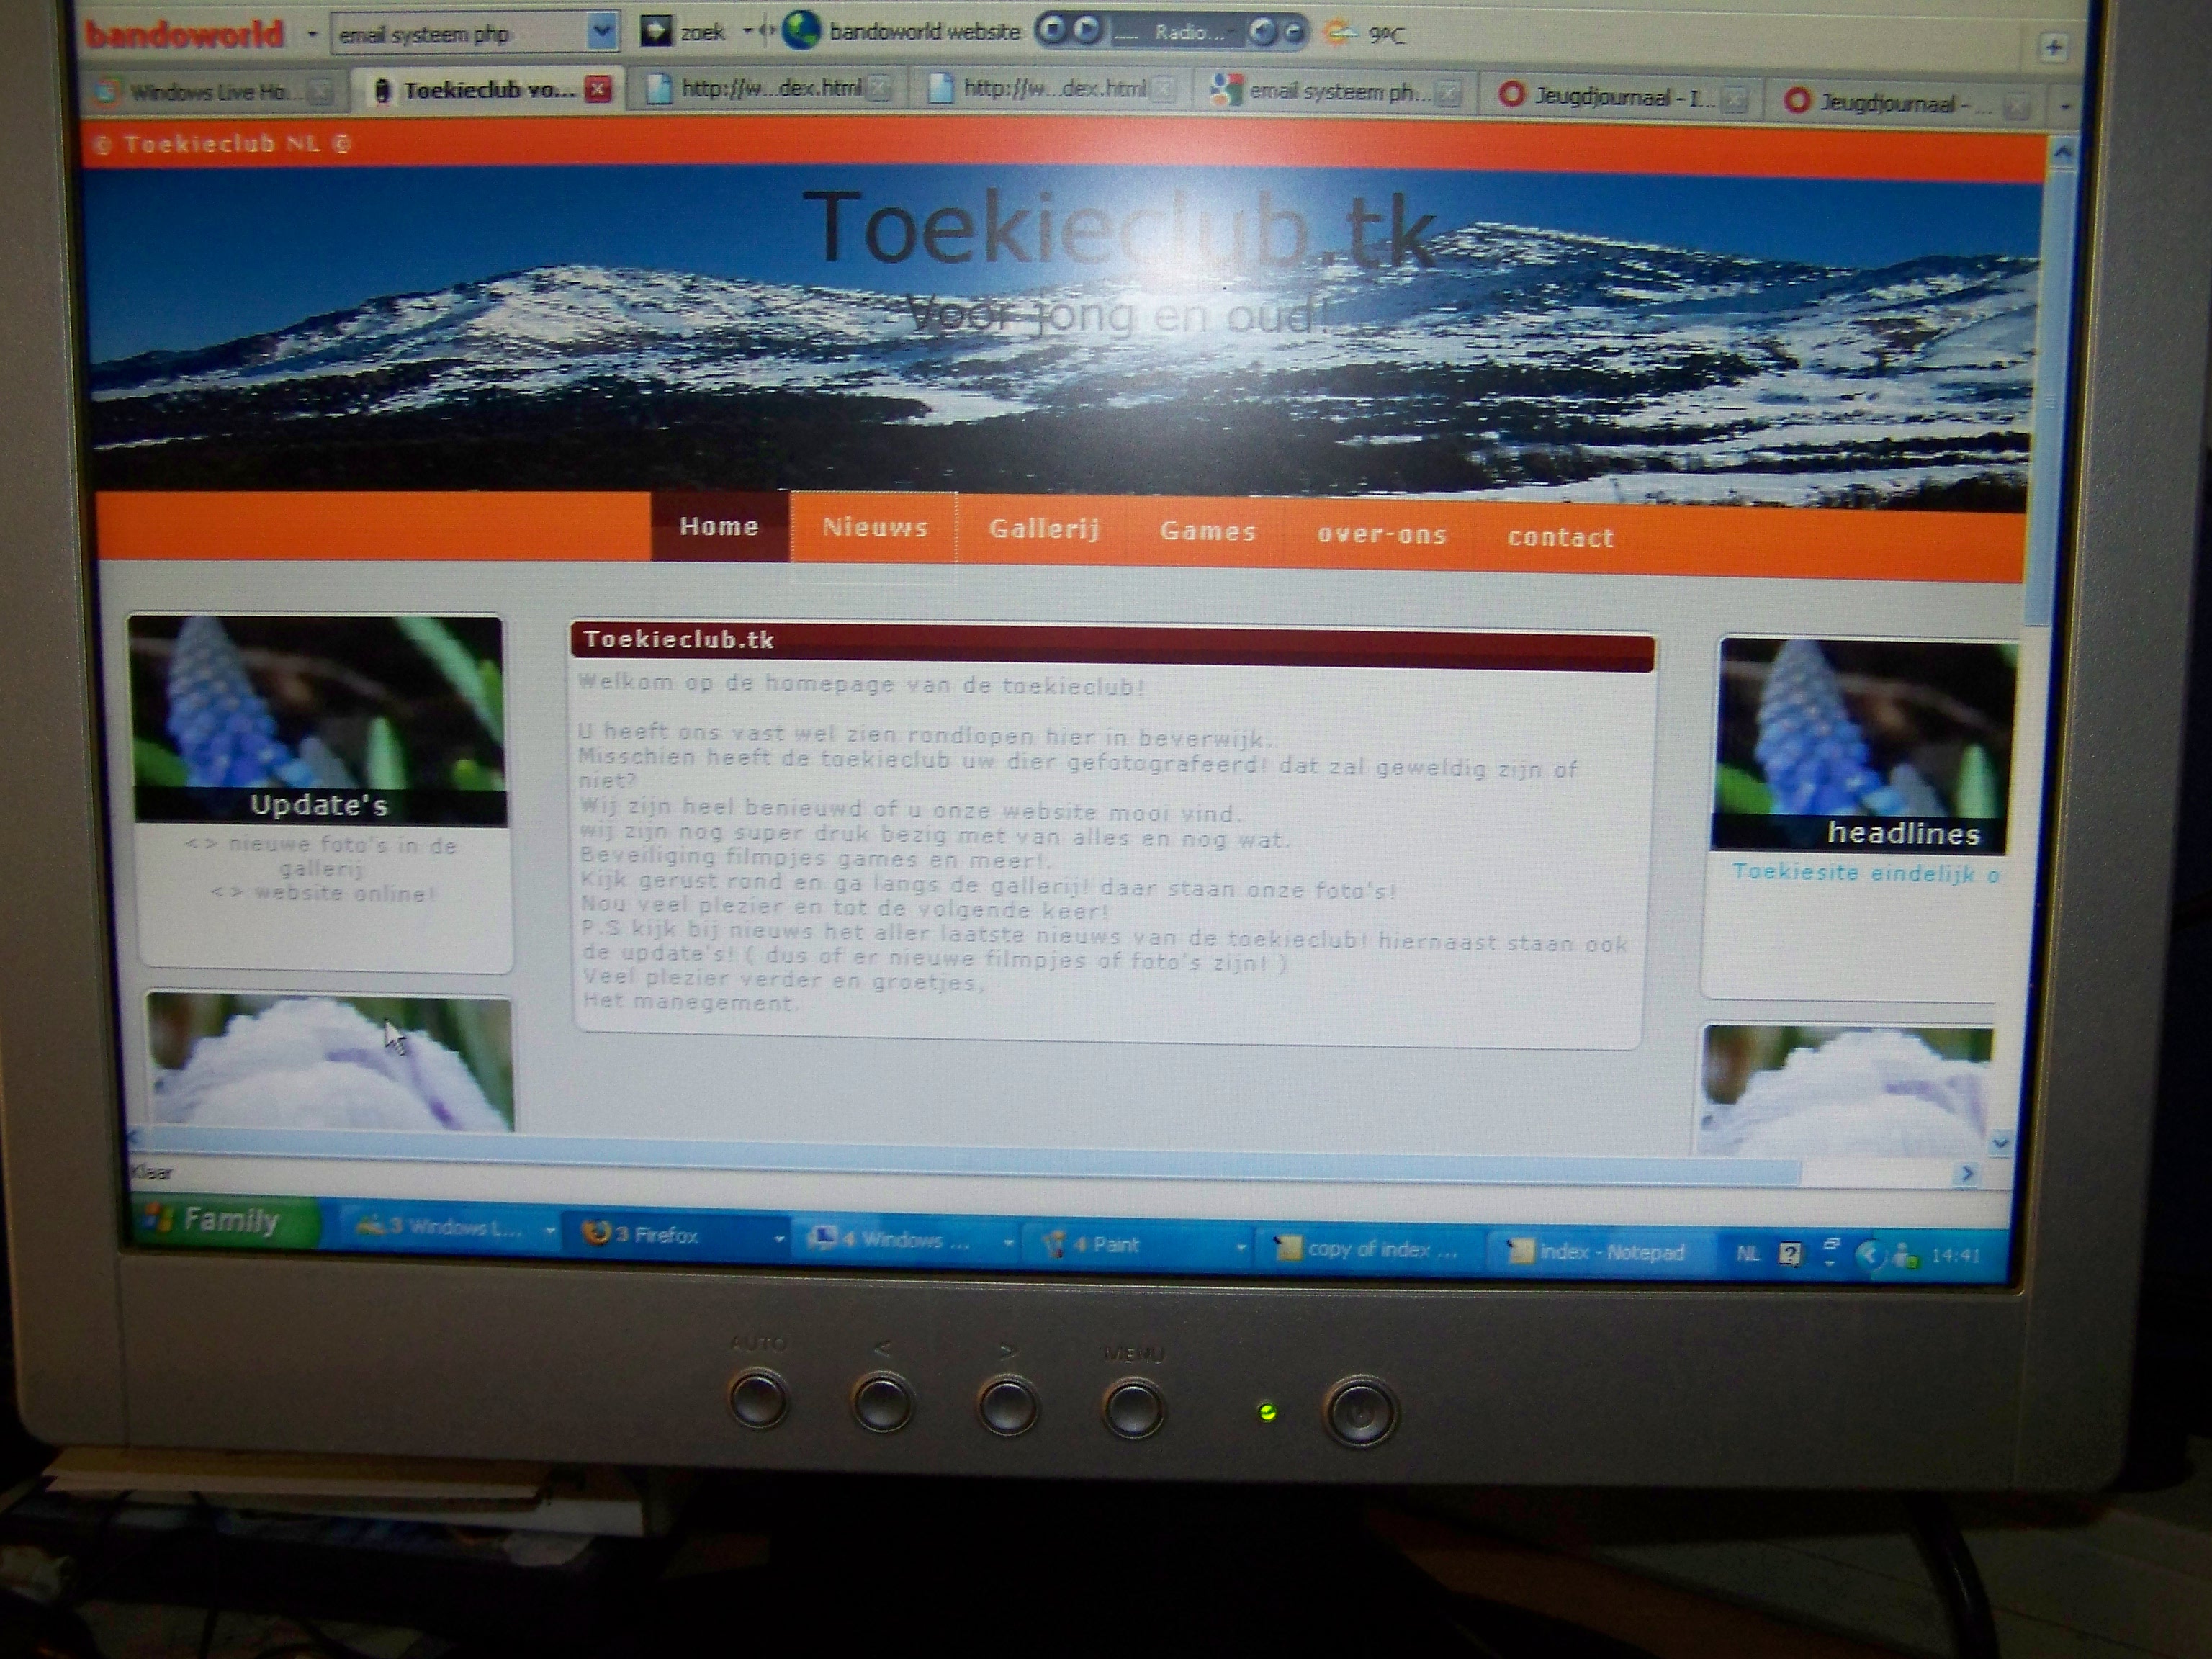 bandoworld email systeem php zoek bandoworld website Radio... 9°C
Windows Live Ho... Toekieclub vo... http://w...dex.html http://w...dex.html email systeem ph... Jeugdjournaal - I... Jeugdjournaal - ...
© Toekieclub NL ©
Toekieclub.tk
Voor jong en oud!
Home Nieuws Gallerij Games over-ons contact
Update's
<> nieuwe foto's in de
gallerij
<> website online!
Toekieclub.tk
Welkom op de homepage van de toekieclub!
U heeft ons vast wel zien rondlopen hier in beverwijk.
Misschien heeft de toekieclub uw dier gefotografeerd! dat zal geweldig zijn of
niet?
Wij zijn heel benieuwd of u onze website mooi vind.
wij zijn nog super druk bezig met van alles en nog wat.
Beveiliging filmpjes games en meer!.
Kijk gerust rond en ga langs de gallerij! daar staan onze foto's!
Nou veel plezier en tot de volgende keer!
P.S kijk bij nieuws het aller laatste nieuws van de toekieclub! hiernaast staan ook
de update's! ( dus of er nieuwe filmpjes of foto's zijn! )
Veel plezier verder en groetjes,
Het manegement.
headlines
Toekiesite eindelijk o
Klaar
Family 3 Windows L... 3 Firefox 4 Windows ... 4 Paint copy of index ... index - Notepad NL 14:41
AUTO < > MENU